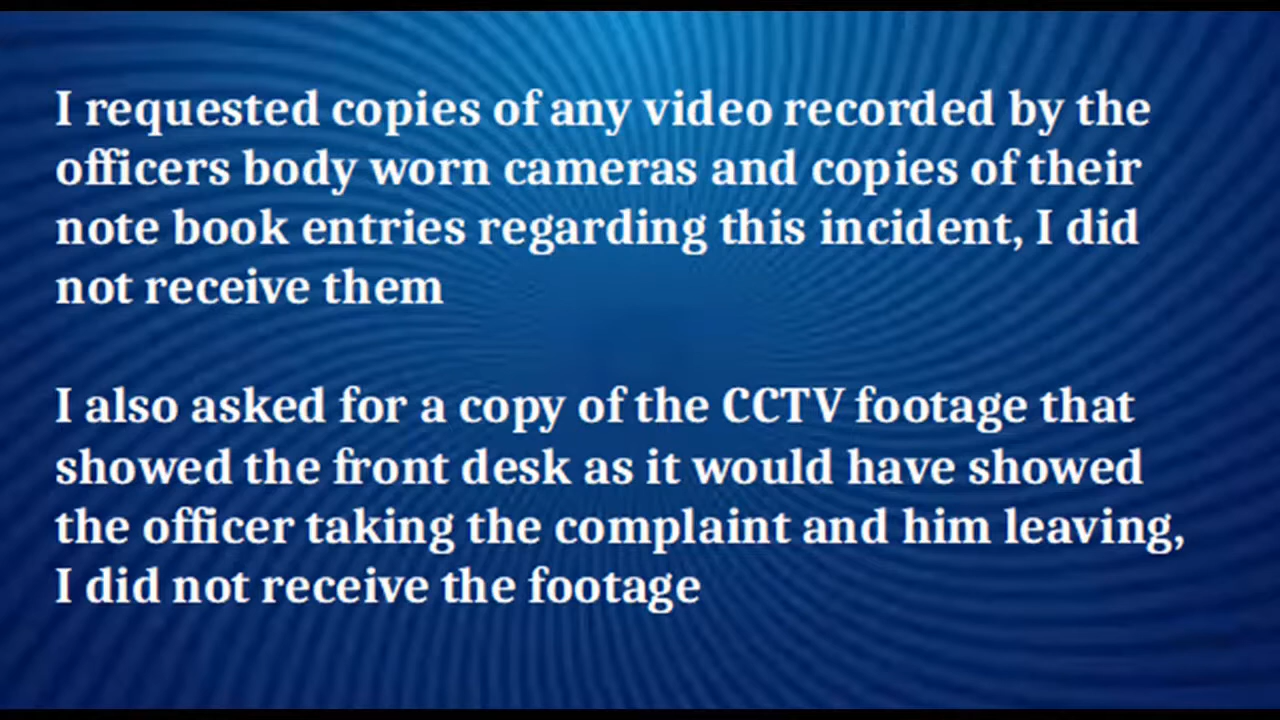 I requested copies of any video recorded by the
officers body worn cameras and copies of their
note book entries regarding this incident, I did
not receive them
I also asked for a copy of the CCTV footage that
showed the front desk as it would have showed
the officer taking the complaint and him leaving,
I did not receive the footage